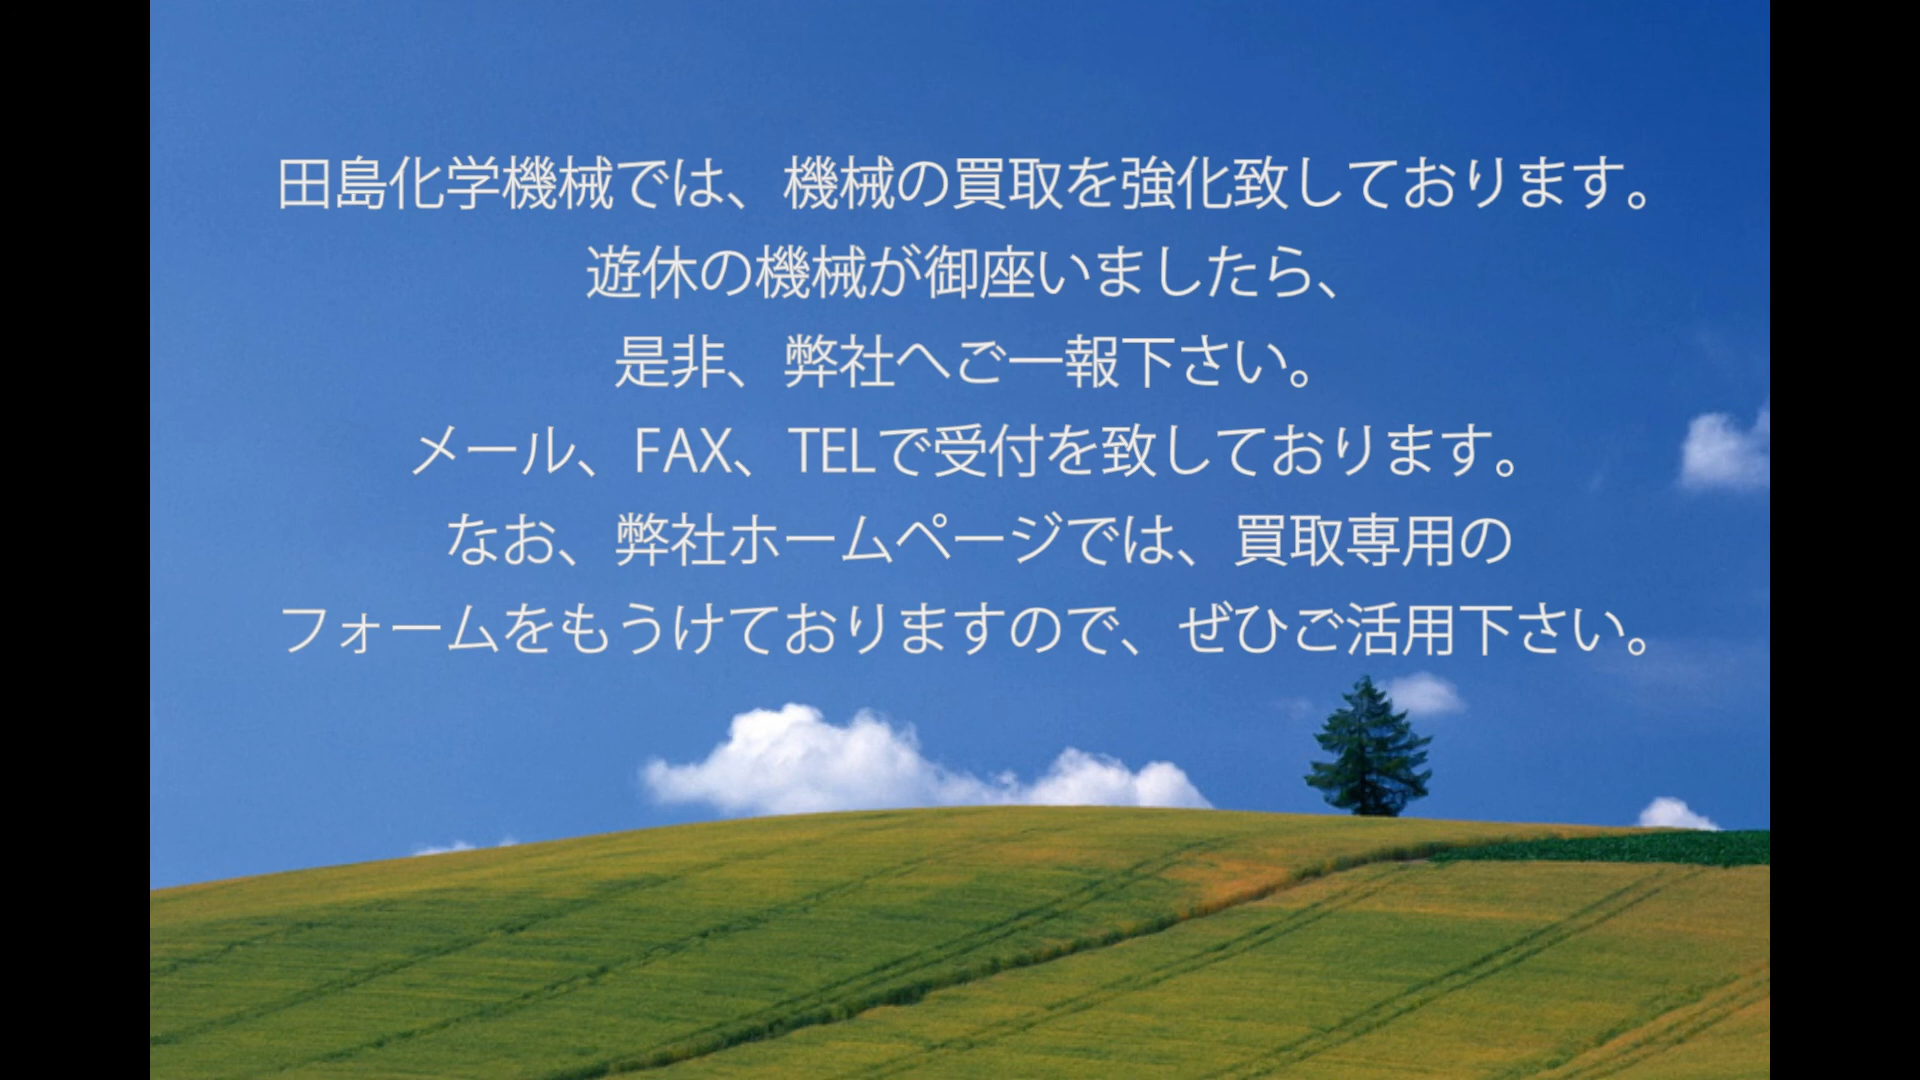 田島化学機械では、機械の買取を強化致しております。
遊休の機械が御座いましたら、
是非、弊社へご一報下さい。
メール、FAX、TELで受付を致しております。
なお、弊社ホームページでは、買取専用の
フォームをもうけておりますので、ぜひご活用下さい。